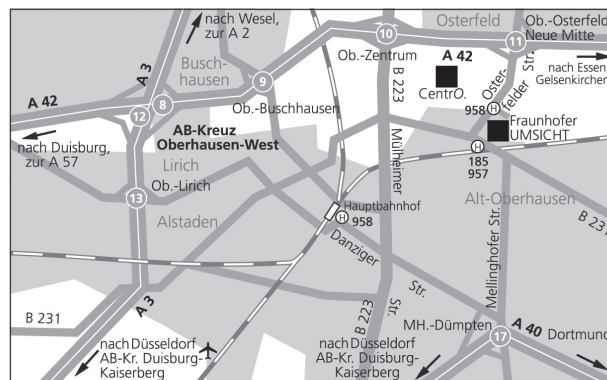 nach Wesel,
zur A 2
Osterfeld
Ob.-Osterfeld
Neue Mitte
10
11
A 3
Busch-
hausen
Ob.-Zentrum
A 42
nach Essen,
Gelsenkirchen
9
B 223
CentrO.
Oster-
felder Str.
A 42
12
8
Ob.-Buschhausen
958 H
Fraunhofer
UMSICHT
AB-Kreuz
Oberhausen-West
nach Duisburg,
zur A 57
Mülheimer
H
185
957
Lirich
Ob.-Lirich
13
Alt-Oberhausen
Alstaden
Hauptbahnhof
H 958
B 231
Danziger
Str.
Mellinghofer Str.
A 3
B 231
B 223
Str.
MH.-Dümpten
A 40
Dortmund
17
nach Düsseldorf
AB-Kr. Duisburg-
Kaiserberg
nach Düsseldorf
AB-Kr. Duisburg-
Kaiserberg